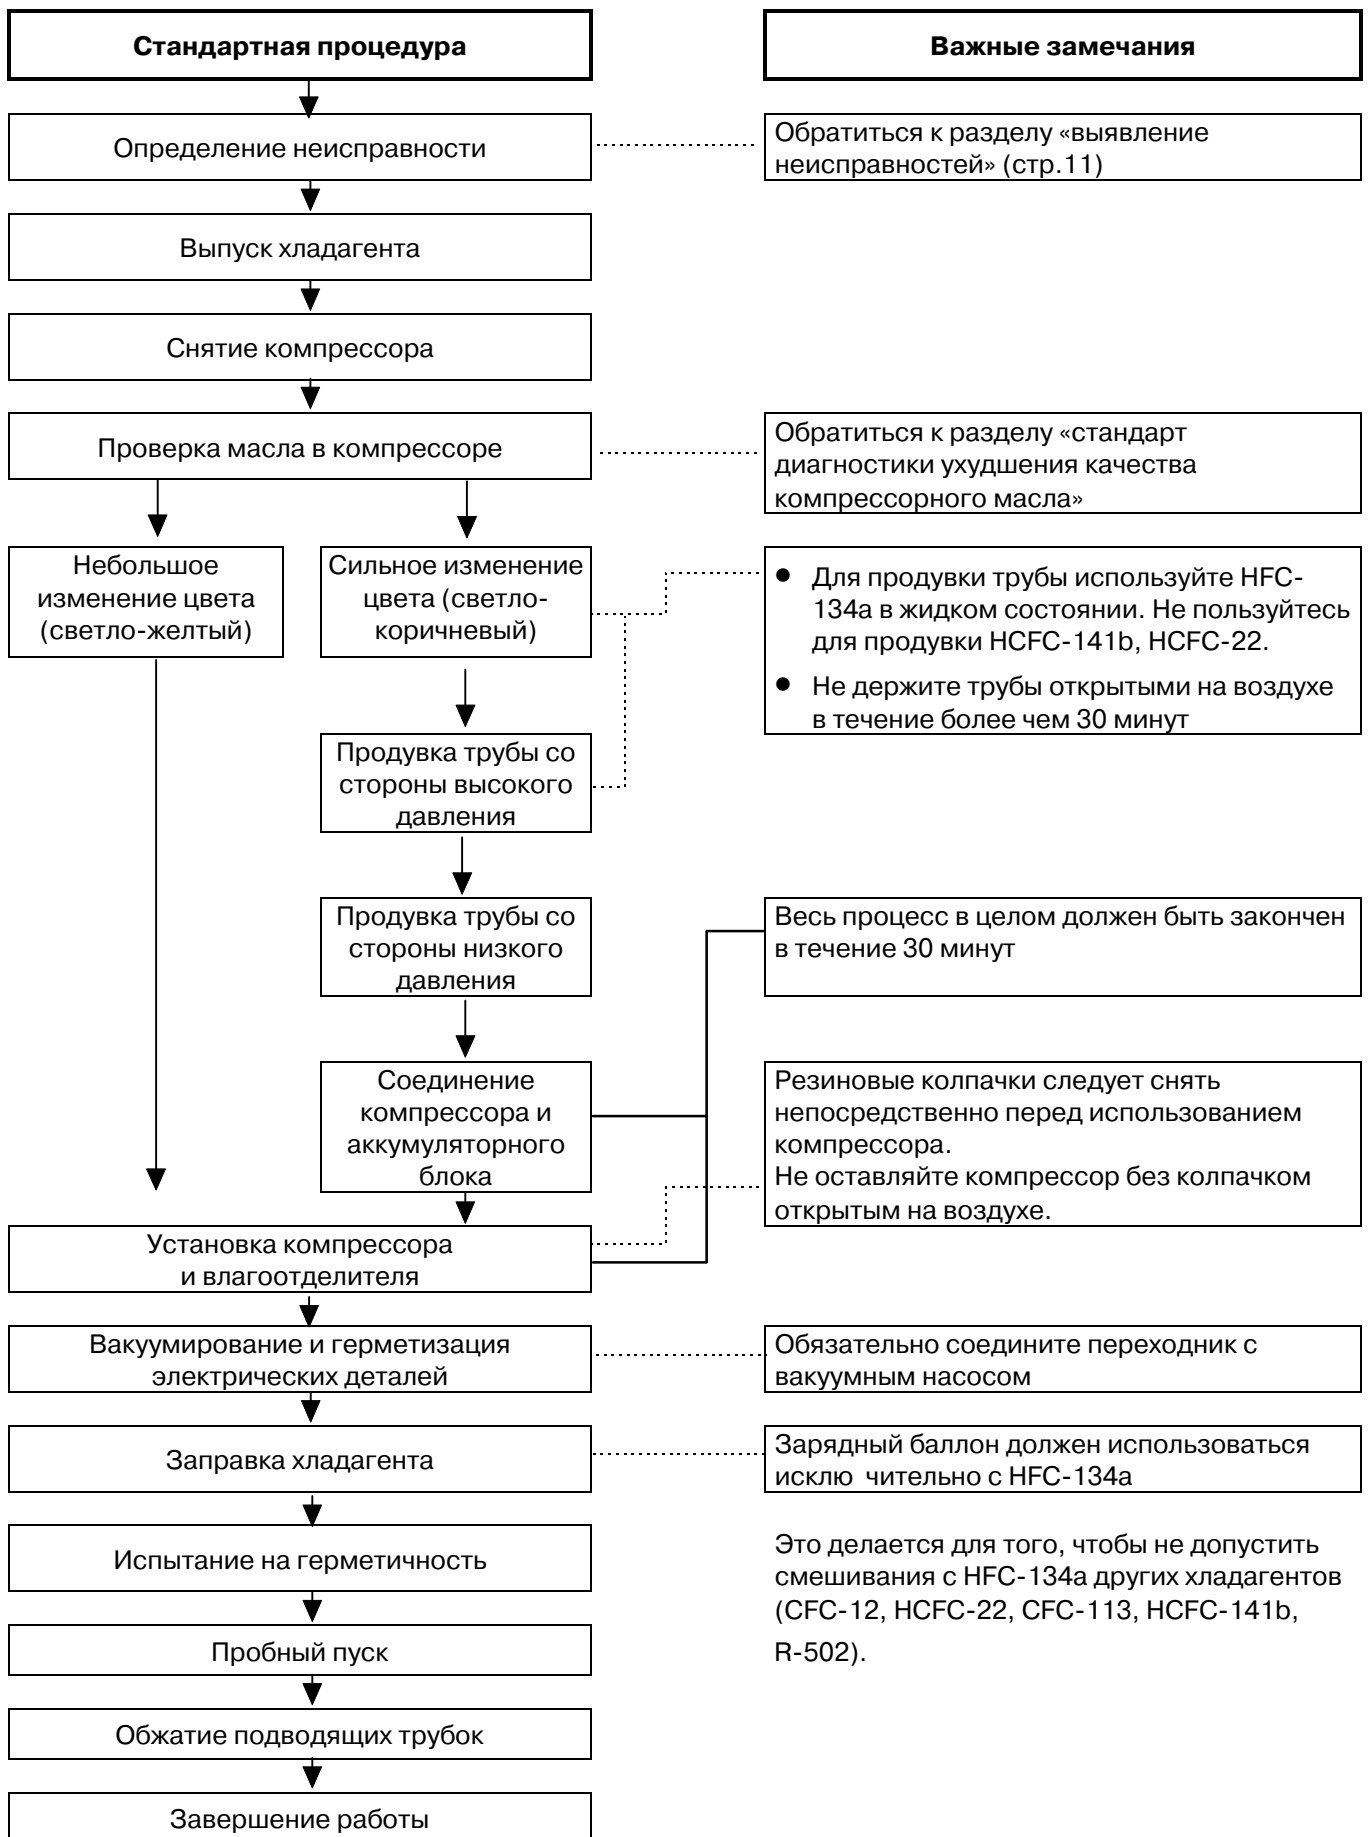 Стандартная процедура
Важные замечания
Определение неисправности
Обратиться к разделу «выявление
неисправностей» (стр.11)
Выпуск хладагента
Снятие компрессора
Проверка масла в компрессоре
Обратиться к разделу «стандарт
диагностики ухудшения качества
компрессорного масла»
Небольшое
изменение цвета
(светло-желтый)
Сильное изменение
цвета (светло-
коричневый)
● Для продувки трубы используйте HFC-
134a в жидком состоянии. Не пользуйтесь
для продувки HCFC-141b, HCFC-22.
● Не держите трубы открытыми на воздухе
в течение более чем 30 минут
Продувка трубы со
стороны высокого
давления
Продувка трубы со
стороны низкого
давления
Весь процесс в целом должен быть закончен
в течение 30 минут
Соединение
компрессора и
аккумуляторного
блока
Резиновые колпачки следует снять
непосредственно перед использованием
компрессора.
Не оставляйте компрессор без колпачком
открытым на воздухе.
Установка компрессора
и влагоотделителя
Вакуумирование и герметизация
электрических деталей
Обязательно соедините переходник с
вакуумным насосом
Заправка хладагента
Зарядный баллон должен использоваться
исклю чительно с HFC-134a
Испытание на герметичность
Это делается для того, чтобы не допустить
смешивания с HFC-134a других хладагентов
(CFC-12, HCFC-22, CFC-113, HCFC-141b,
R-502).
Пробный пуск
Обжатие подводящих трубок
Завершение работы